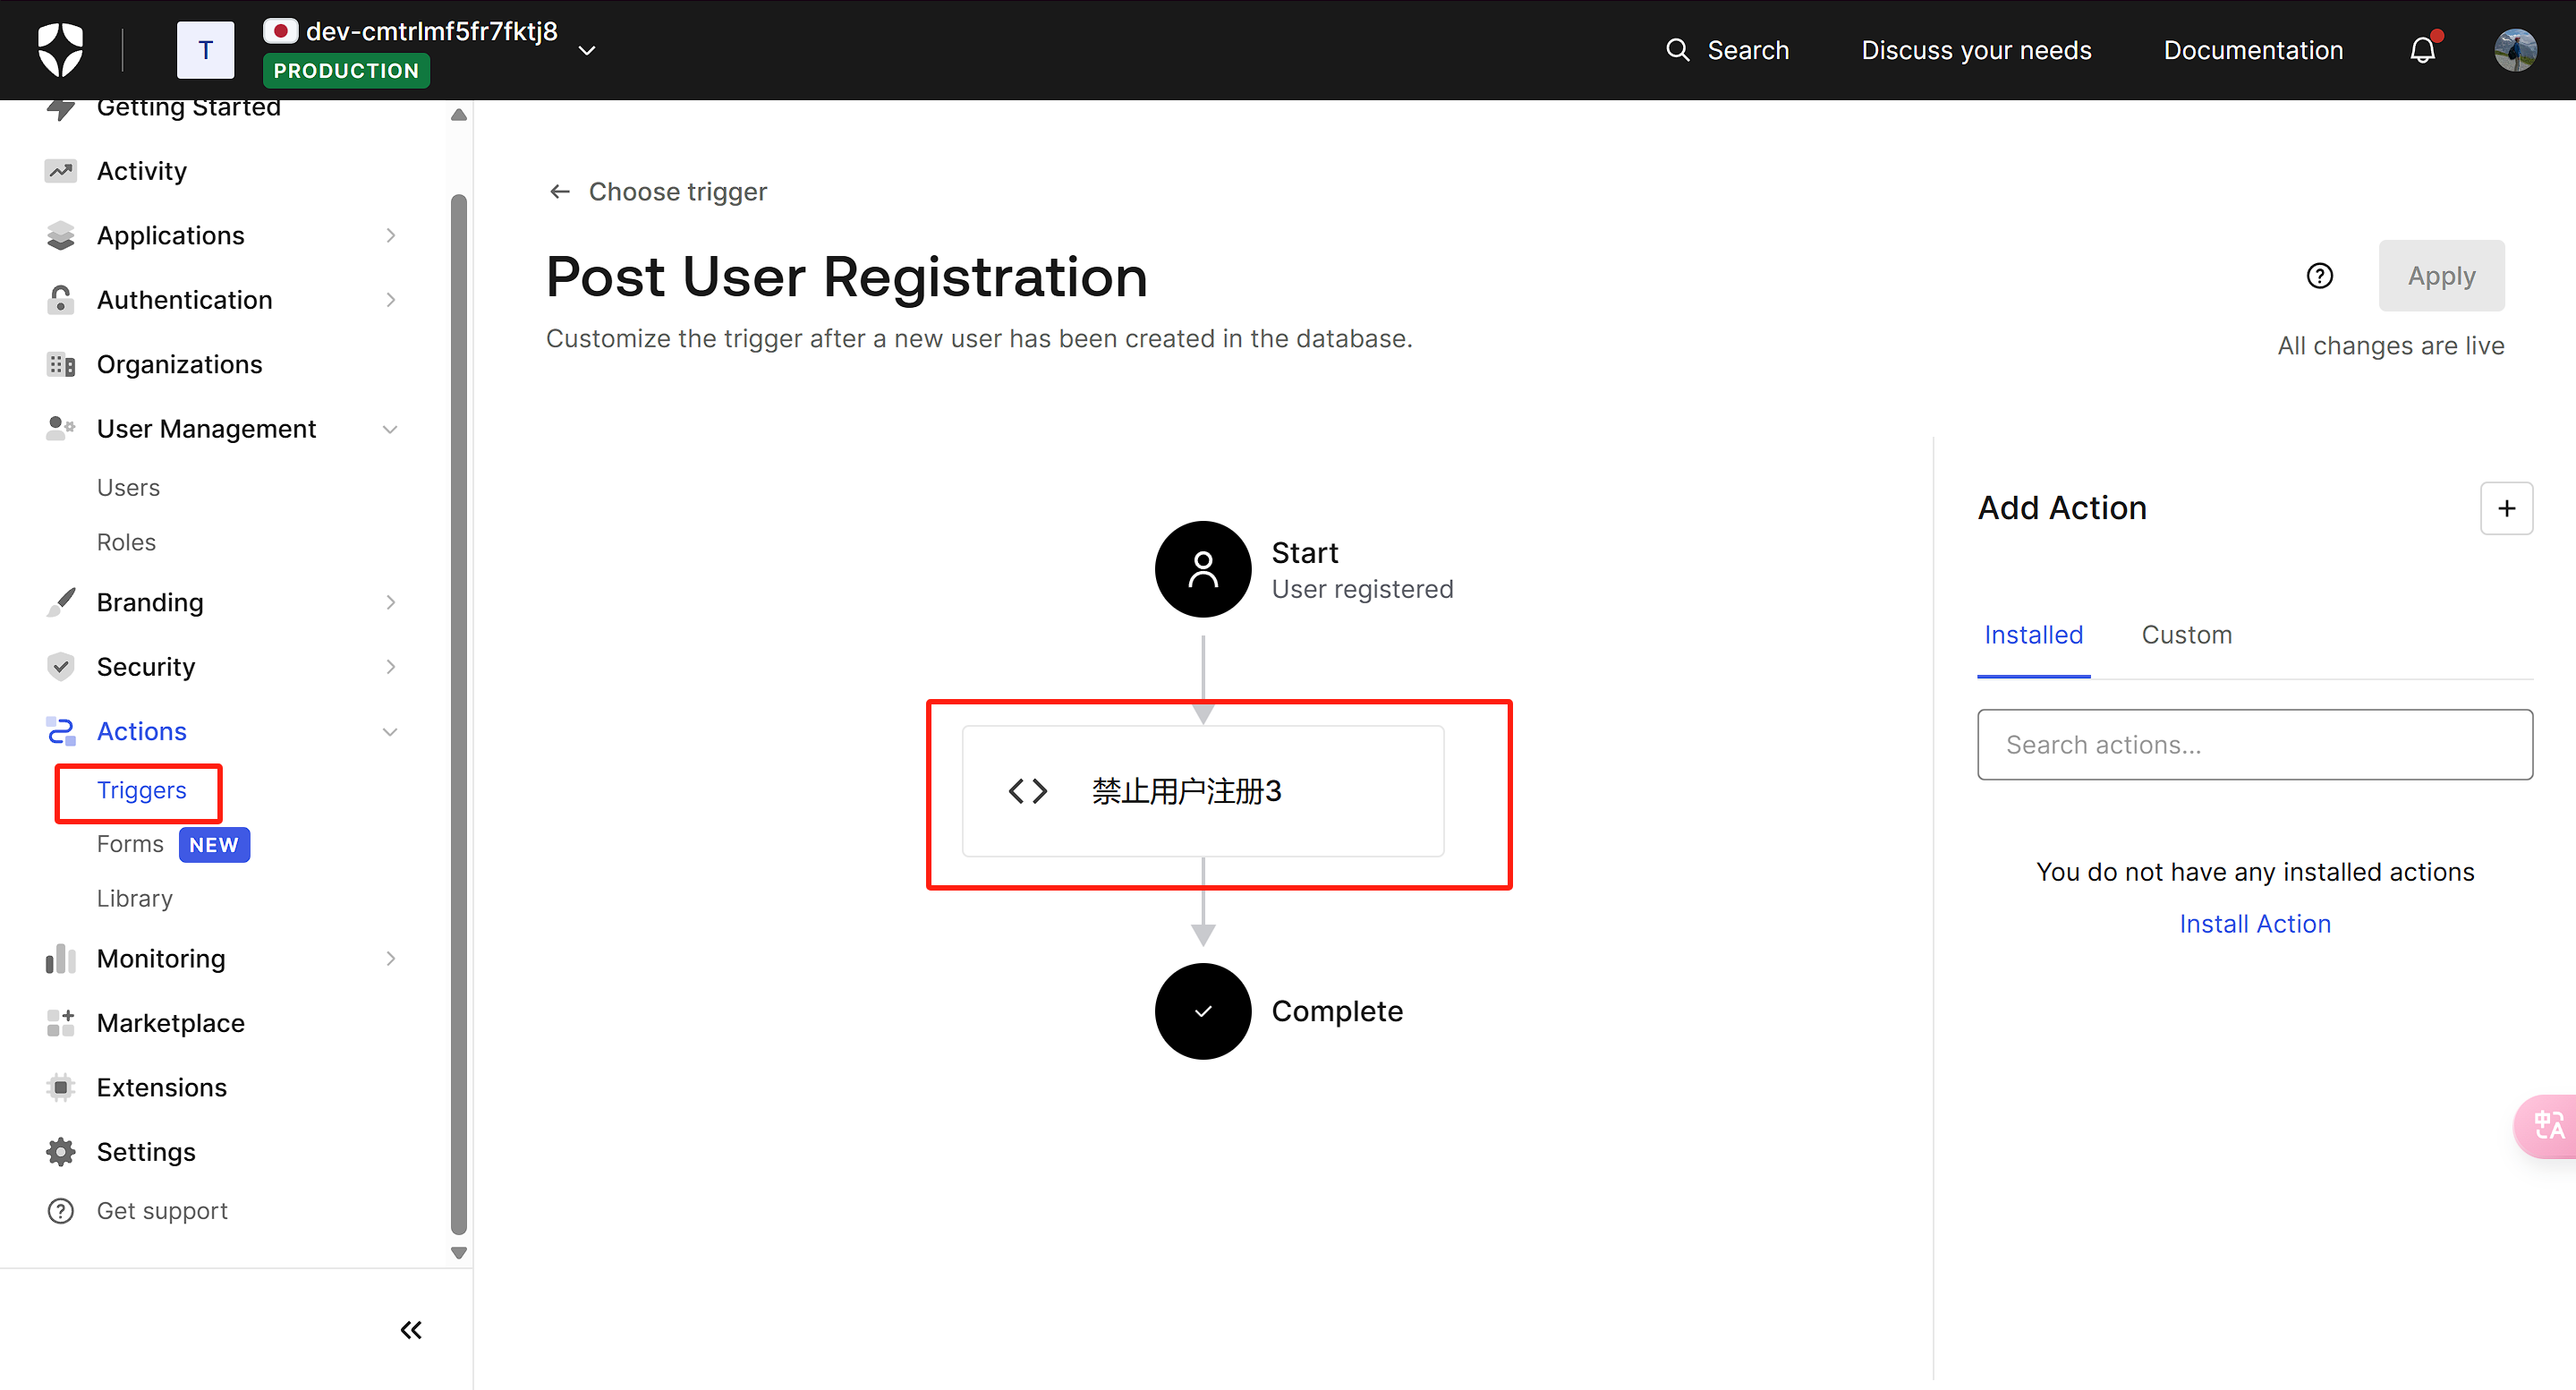 T
dev-cmtrlmf5fr7fktj8
PRODUCTION
Search
Discuss your needs
Documentation
Getting Started
Activity
Applications
Authentication
Organizations
User Management
Users
Roles
Branding
Security
Actions
Triggers
Forms NEW
Library
Monitoring
Marketplace
Extensions
Settings
Get support
Choose trigger
Post User Registration
Customize the trigger after a new user has been created in the database.
Apply
All changes are live
Start
User registered
禁止用户注册3
Complete
Add Action
Installed Custom
Search actions...
You do not have any installed actions
Install Action
中 A